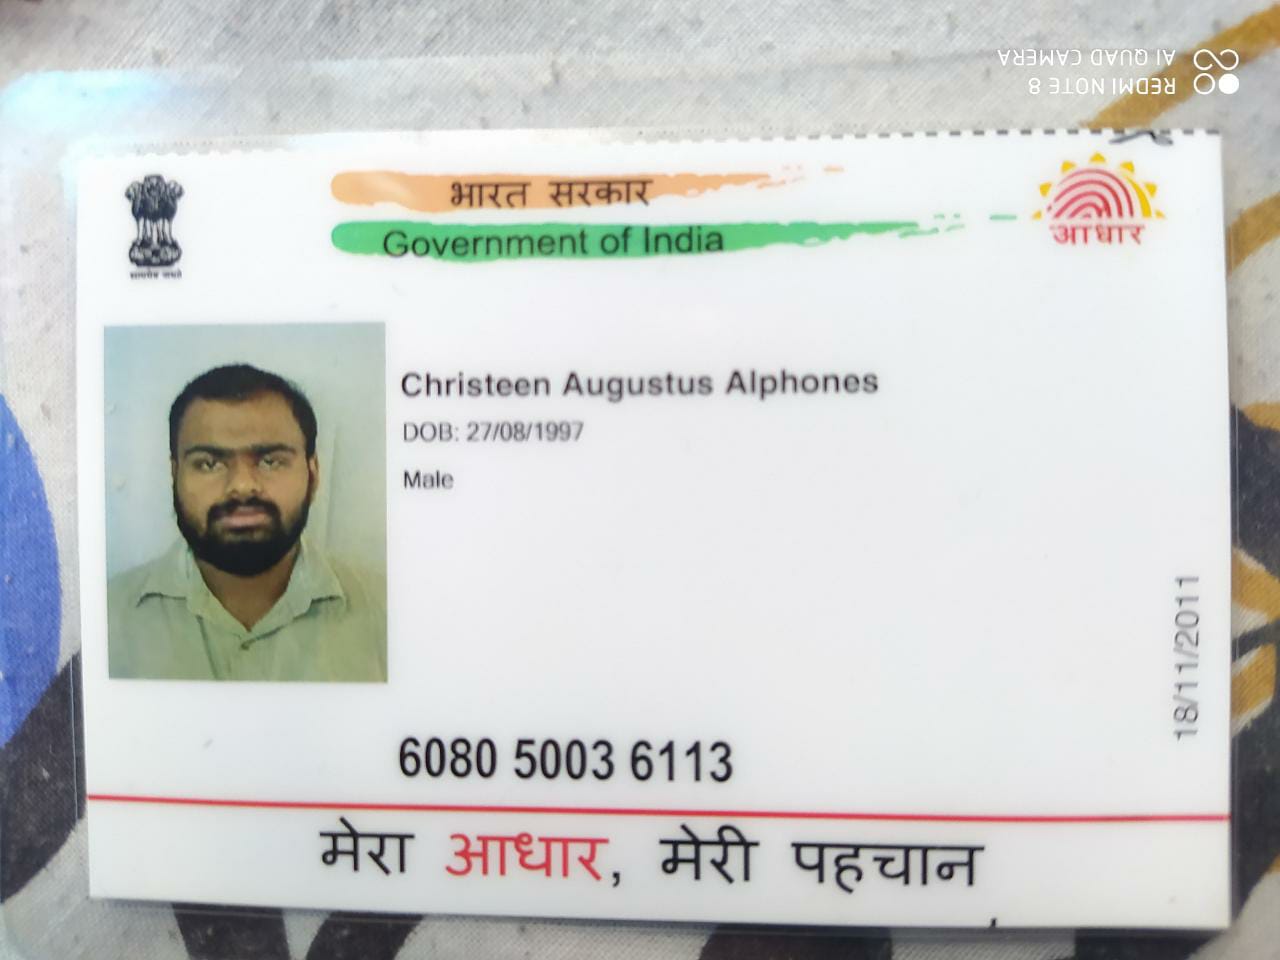 भारत सरकार
Government of India
आधार
सत्यमेव जयते
Christeen Augustus Alphones
DOB: 27/08/1997
Male
18/11/2011
6080 5003 6113
मेरा आधार, मेरी पहचान
REDMI NOTE 8
AI QUAD CAMERA